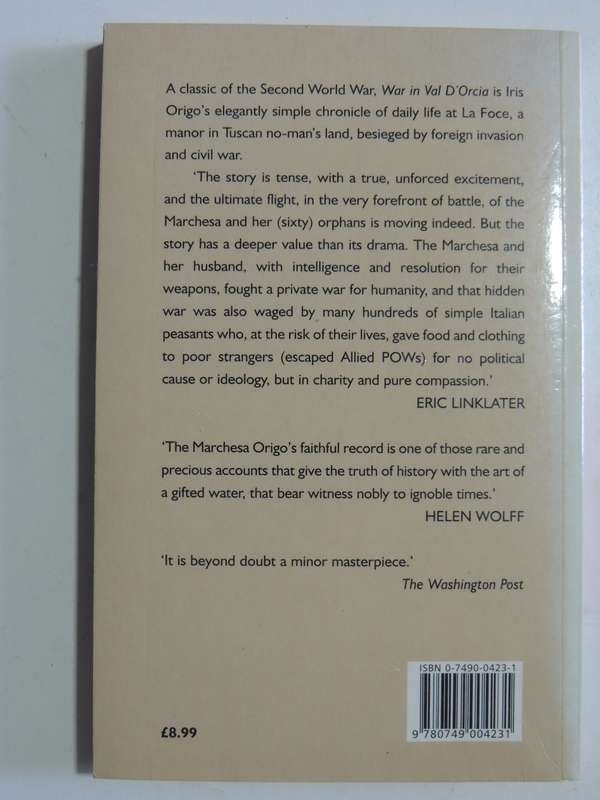 A classic of the Second World War, War in Val D'Orcia is Iris
Origo's elegantly simple chronicle of daily life at La Foce, a
manor in Tuscan no-man's land, besieged by foreign invasion
and civil war.
'The story is tense, with a true, unforced excitement,
and the ultimate flight, in the very forefront of battle, of the
Marchesa and her (sixty) orphans is moving indeed. But the
story has a deeper value than its drama. The Marchesa and
her husband, with intelligence and resolution for their
weapons, fought a private war for humanity, and that hidden
war was also waged by many hundreds of simple Italian
peasants who, at the risk of their lives, gave food and clothing
to poor strangers (escaped Allied POWs) for no political
cause or ideology, but in charity and pure compassion.'
ERIC LINKLATER
'The Marchesa Origo's faithful record is one of those rare and
precious accounts that give the truth of history with the art of
a gifted water, that bear witness nobly to ignoble times.'
HELEN WOLFF
'It is beyond doubt a minor masterpiece.'
The Washington Post
ISBN 0-7490-0423-1
9 780749 004231
£8.99